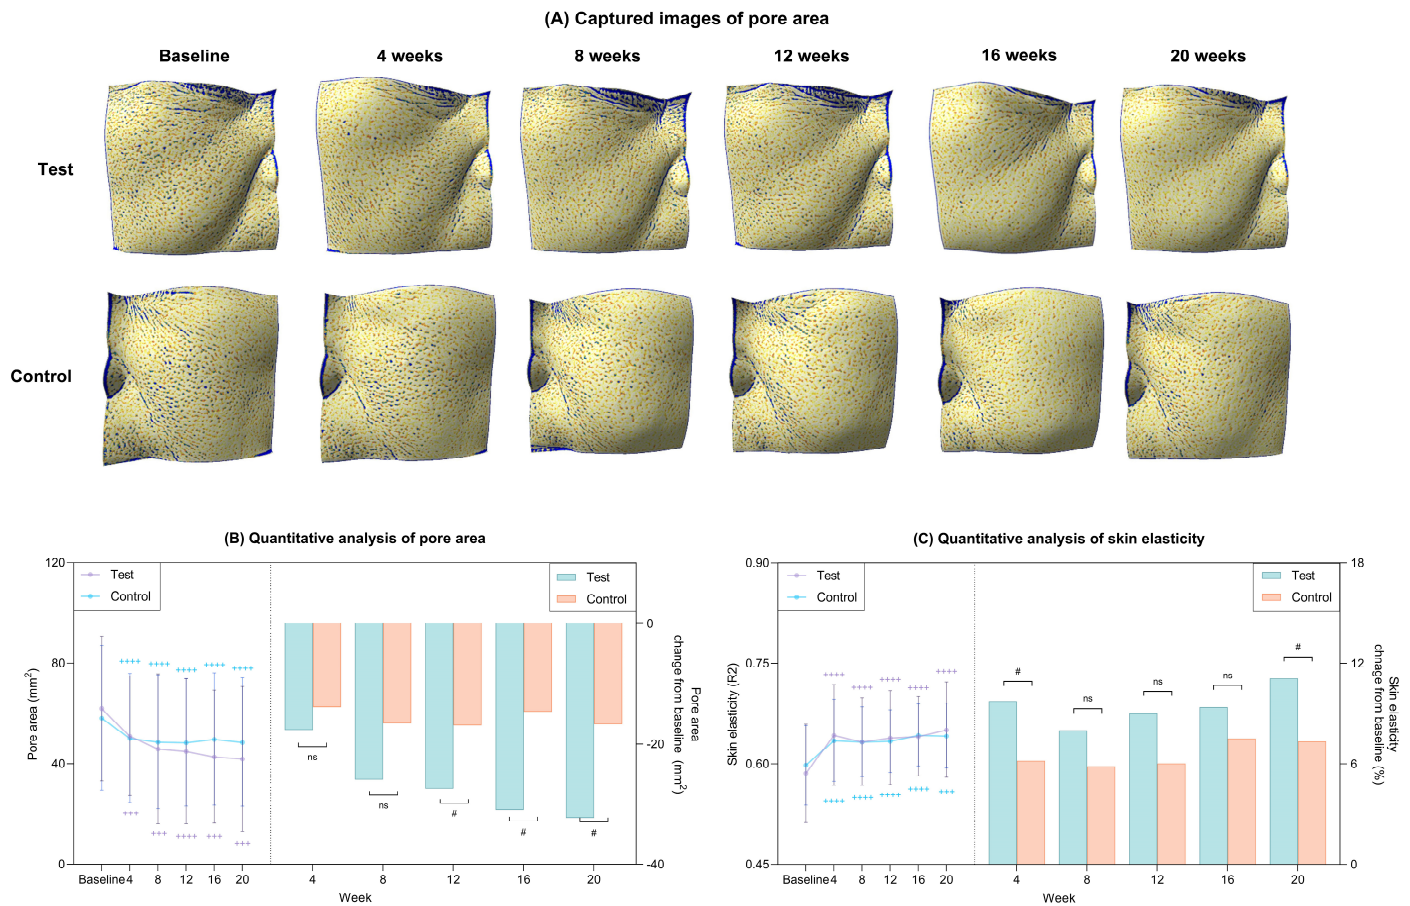 (A) Captured images of pore area
Baseline 4 weeks 8 weeks 12 weeks 16 weeks 20 weeks
Test
Control
(B) Quantitative analysis of pore area
120
80
40
0
Pore area (mm2)
Test
Control
++++ ++++ ++++ ++++ ++++
+++ +++ ++++ +++ +++
Test
Control
ns
ns
#
#
#
0
-20
-40
Pore area
change from baseline (mm2)
Baseline 4 8 12 16 20 4 8 12 16 20
Week
(C) Quantitative analysis of skin elasticity
0.90
0.75
0.60
0.45
Skin elasticity (R2)
Test
Control
++++ ++++ ++++ ++++ ++++
++++ ++++ ++++ ++++ +++
Test
Control
#
ns
ns
ns
#
18
12
6
0
Skin elasticity
chnage from baseline (%)
Baseline 4 8 12 16 20 4 8 12 16 20
Week